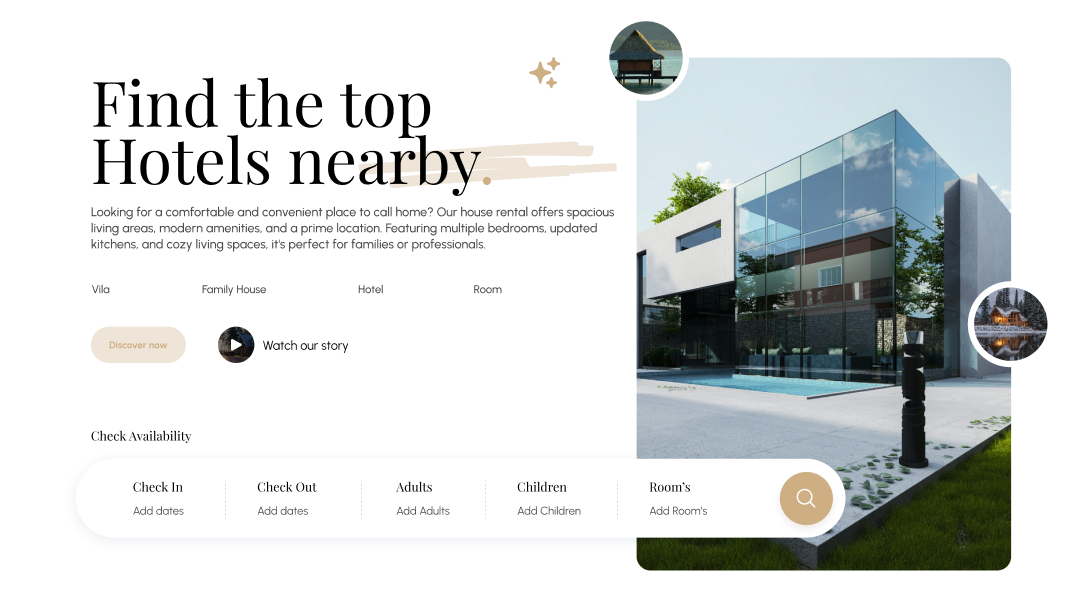 Find the top
Hotels nearby.
Looking for a comfortable and convenient place to call home? Our house rental offers spacious
living areas, modern amenities, and a prime location. Featuring multiple bedrooms, updated
kitchens, and cozy living spaces, it's perfect for families or professionals.
Vila Family House Hotel Room
Discover now Watch our story
Check Availability
Check In Check Out Adults Children Room's
Add dates Add dates Add Adults Add Children Add Room's